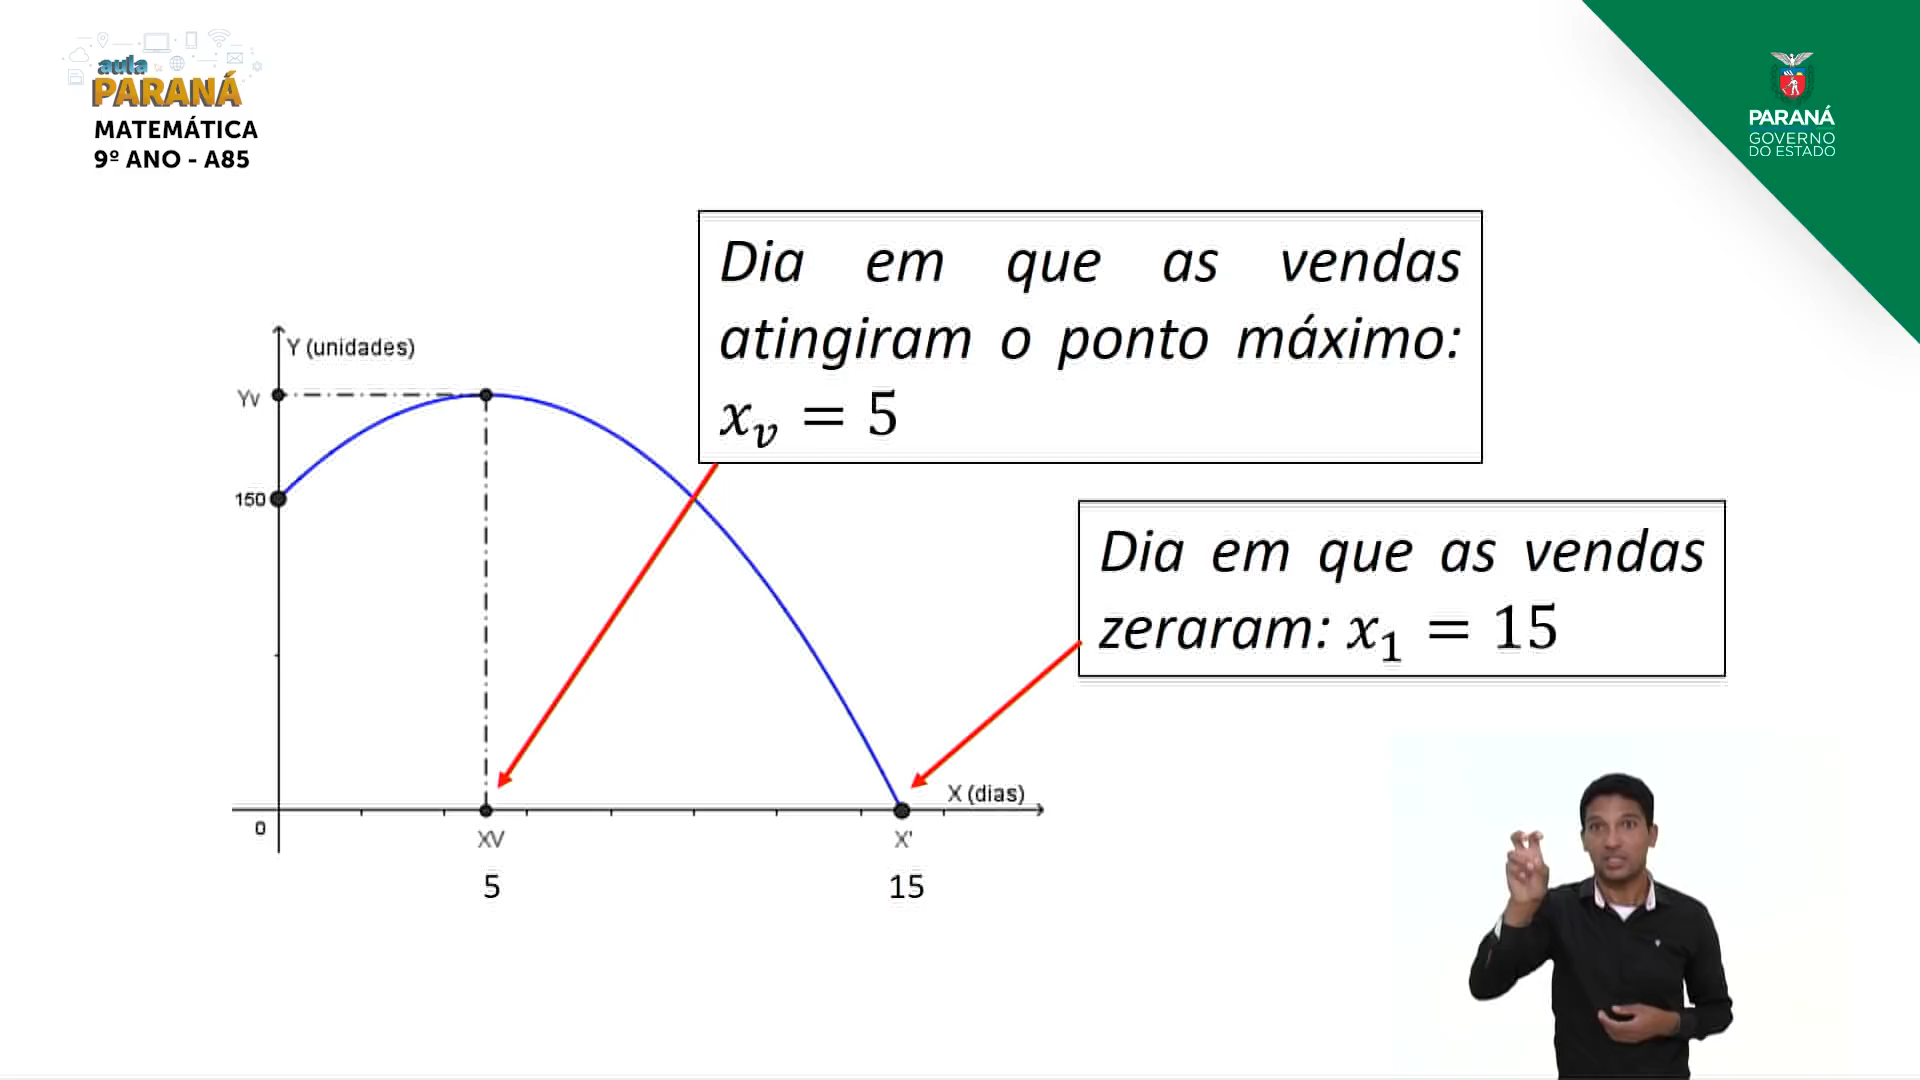 aula
PARANÁ
MATEMÁTICA
9º ANO - A85
PARANÁ
GOVERNO
DO ESTADO
Dia em que as vendas
atingiram o ponto máximo:
xᵥ = 5
Dia em que as vendas
zeraram: x₁ = 15
Y (unidades)
Yv
150
0
X (dias)
XV
X'
5
15